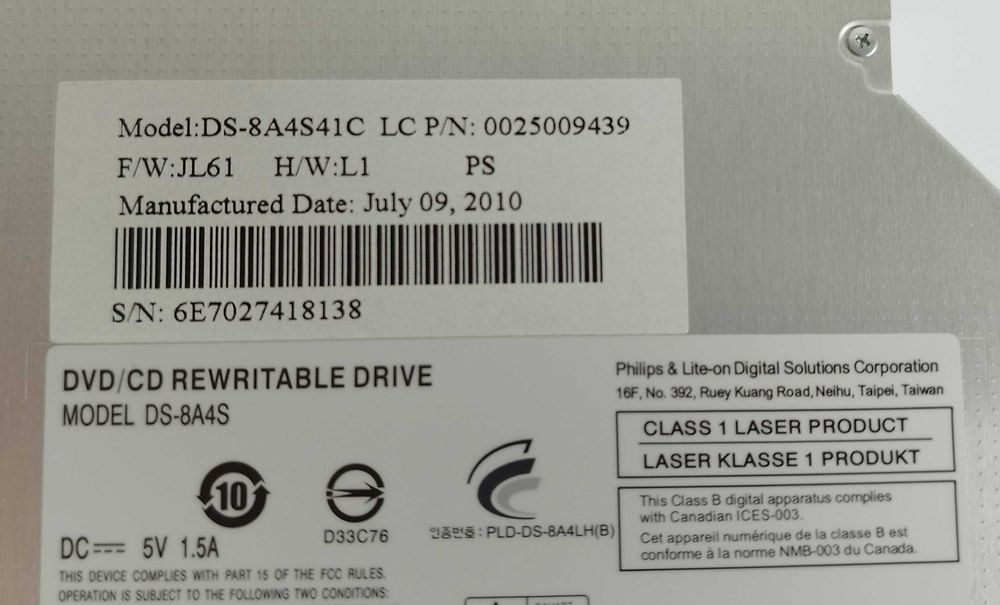 Model:DS-8A4S41C LC P/N: 0025009439
F/W:JL61 H/W:L1 PS
Manufactured Date: July 09, 2010
S/N: 6E7027418138
DVD/CD REWRITABLE DRIVE
MODEL DS-8A4S
10
D33C76
인증번호 : PLD-DS-8A4LH(B)
DC 5V 1.5A
THIS DEVICE COMPLIES WITH PART 15 OF THE FCC RULES.
OPERATION IS SUBJECT TO THE FOLLOWING TWO CONDITIONS:
Philips & Lite-on Digital Solutions Corporation
16F, No. 392, Ruey Kuang Road, Neihu, Taipei, Taiwan
CLASS 1 LASER PRODUCT
LASER KLASSE 1 PRODUKT
This Class B digital apparatus complies
with Canadian ICES-003.
Cet appareil numérique de la classe B est
conforme à la norme NMB-003 du Canada.